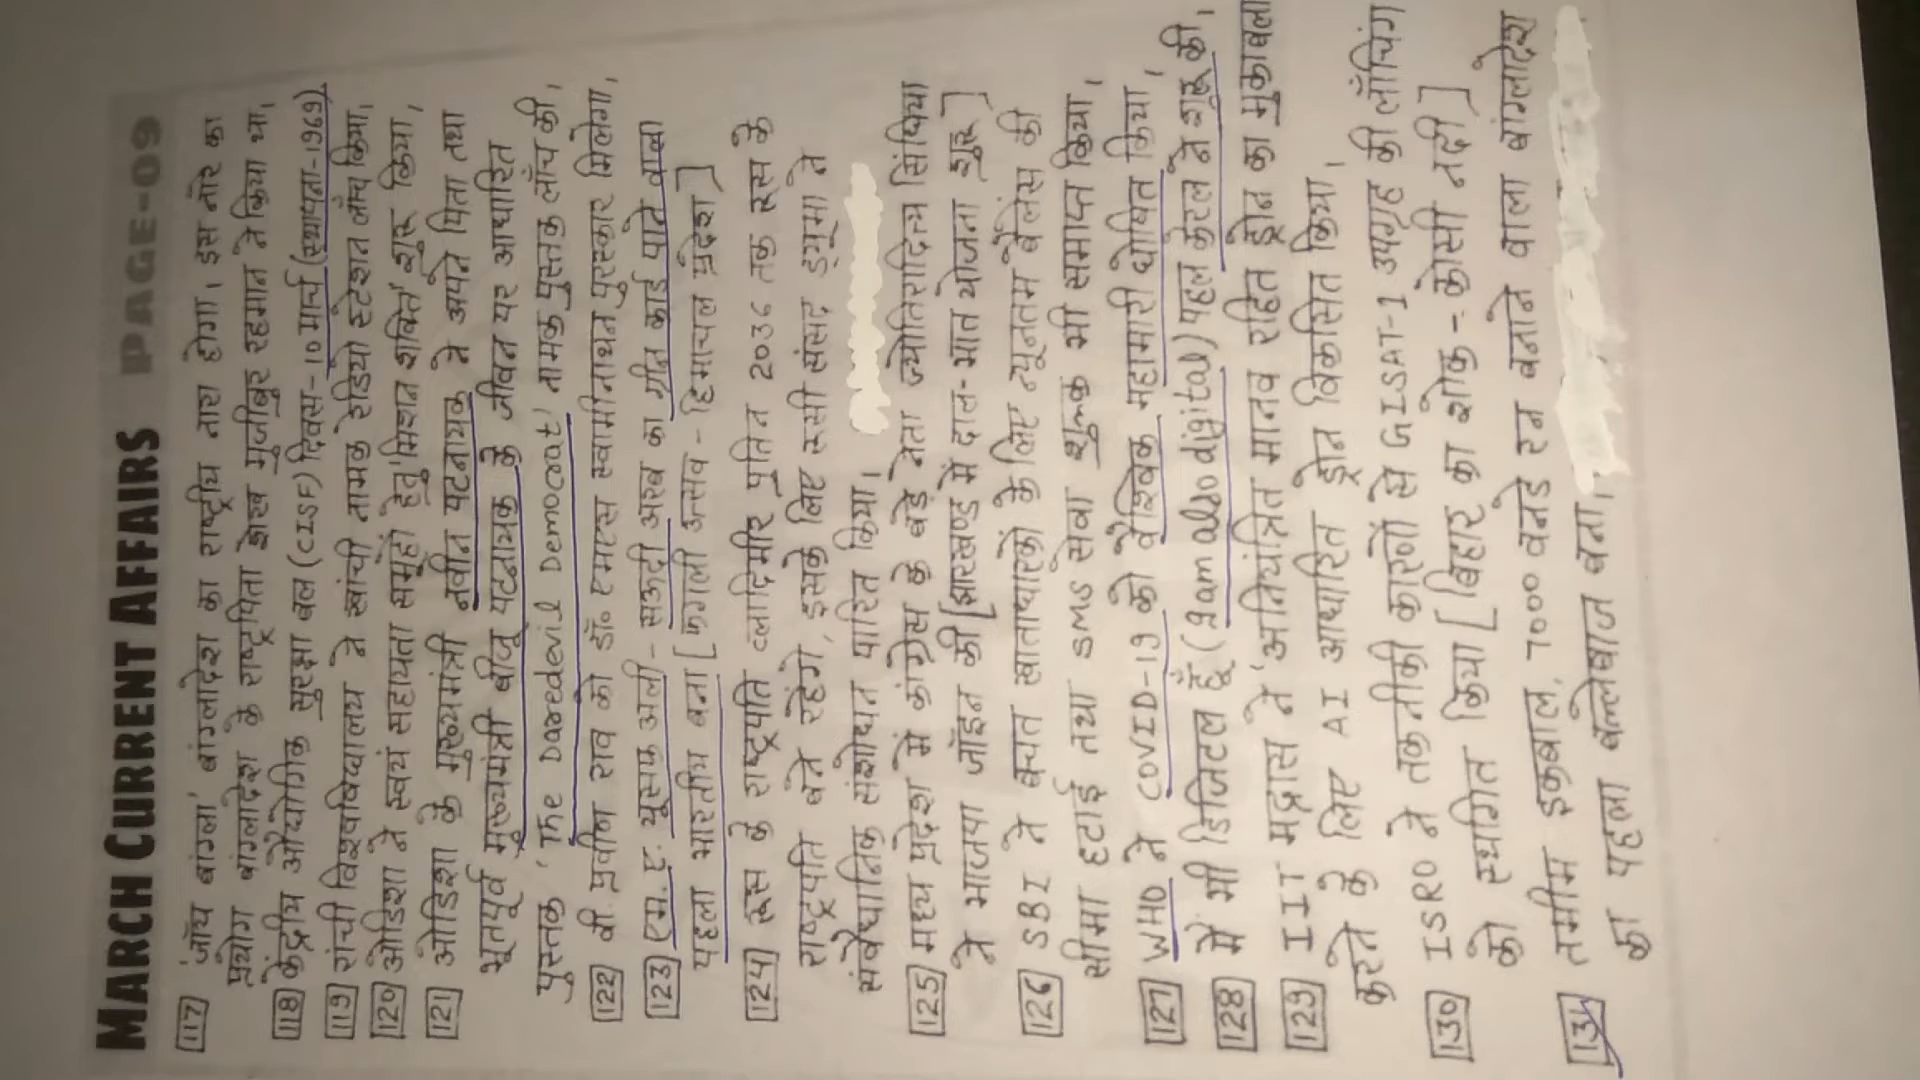 MARCH CURRENT AFFAIRS PAGE-09
117 'जॉय बांग्ला' बांग्लादेश का राष्ट्रीय नारा होगा। इस नारे का
प्रयोग बंगलादेश के राष्ट्रपिता शेख मुजीबुर रहमान ने किया था।
118 केंद्रीय औद्योगिक सुरक्षा बल (CISF) दिवस - 10 मार्च (स्थापना-1969)
119 रांची विश्वविद्यालय ने खांची नामक रेडियो स्टेशन लॉंच किया।
120 ओडिशा ने स्वयं सहायता समूहों हेतु 'मिशन शक्ति' शुरू किया।
121 ओडिशा के मुख्यमंत्री नवीन पटनायक ने अपने पिता तथा
भूतपूर्व मुख्यमंत्री बीजू पटनायक के जीवन पर आधारित
पुस्तक 'The Daredevil Democrat' नामक पुस्तक लाँच की।
122 वी. प्रवीण राव को डॉ० एमएस स्वामीनाथन पुरस्कार मिलेगा।
123 एम.ए. यूसुफ अली - सऊदी अरब का ग्रीन कार्ड पाने वाला
पहला भारतीय बना [फागली उत्सव - हिमाचल प्रदेश]
124 रूस के राष्ट्रपति व्लादिमीर पुतिन 2036 तक रूस के
राष्ट्रपति बने रहेंगे, इसके लिए रूसी संसद ड्यूमा ने
संवैधानिक संशोधन पारित किया।
125 मध्य प्रदेश में कांग्रेस के बड़े नेता ज्योतिरादित्य सिंधिया
ने भाजपा जॉइन की [झारखण्ड में दाल-भात योजना शुरू]
126 SBI ने बचत खाताधारकों के लिए न्यूनतम बैलेंस की
सीमा हटाई तथा SMS सेवा शुल्क भी समाप्त किया।
127 WHO ने COVID-19 को वैश्विक महामारी घोषित किया।
128 मैं भी डिजिटल हूँ (I am also digital) पहल केरल ने शुरू की।
129 IIT मद्रास ने 'अनियंत्रित मानव रहित ड्रोन का मुकाबला
करने के लिए AI आधारित ड्रोन विकसित किया।
130 ISRO ने तकनीकी कारणों से GISAT-1 उपग्रह की लाँचिंग
को स्थगित किया [बिहार का शोक - कोसी नदी]
131 तमीम इकबाल, 7000 वनडे रन बनाने वाला बांग्लादेश
का पहला बल्लेबाज बना।